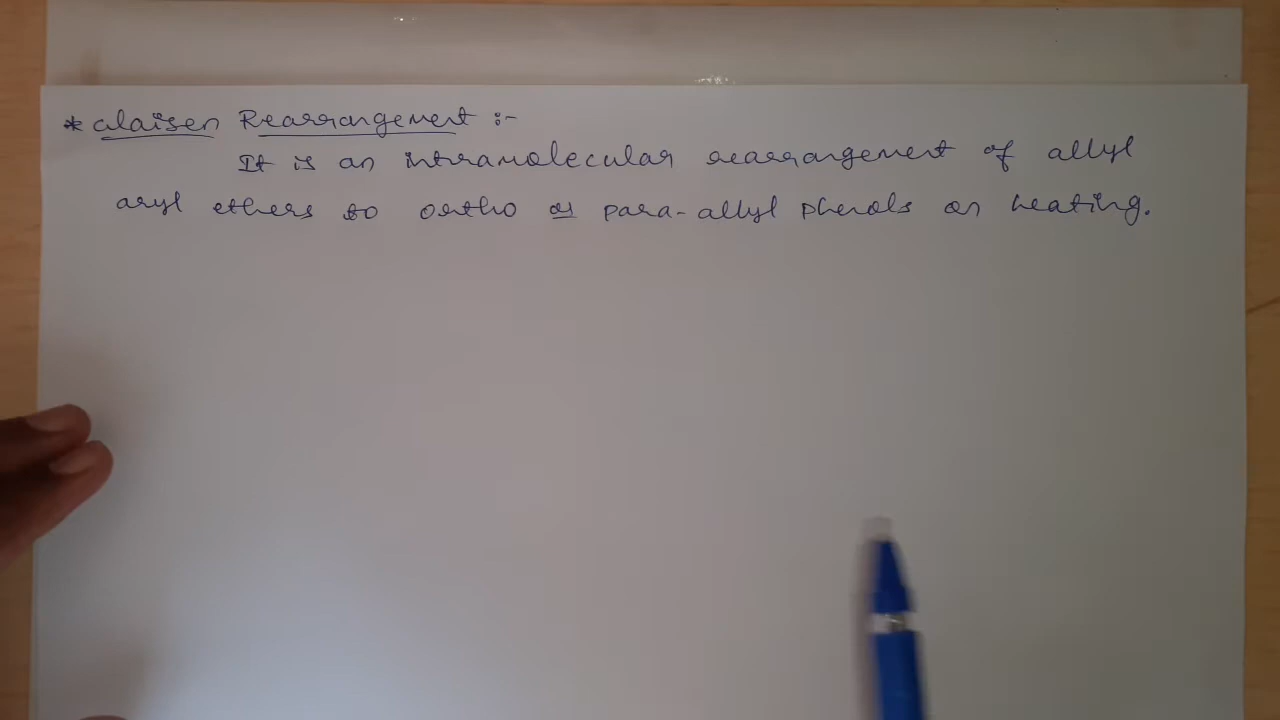 * Claisen Rearrangement :-
It is an intramolecular rearrangement of allyl
aryl ethers to ortho or para-allyl phenols on heating.